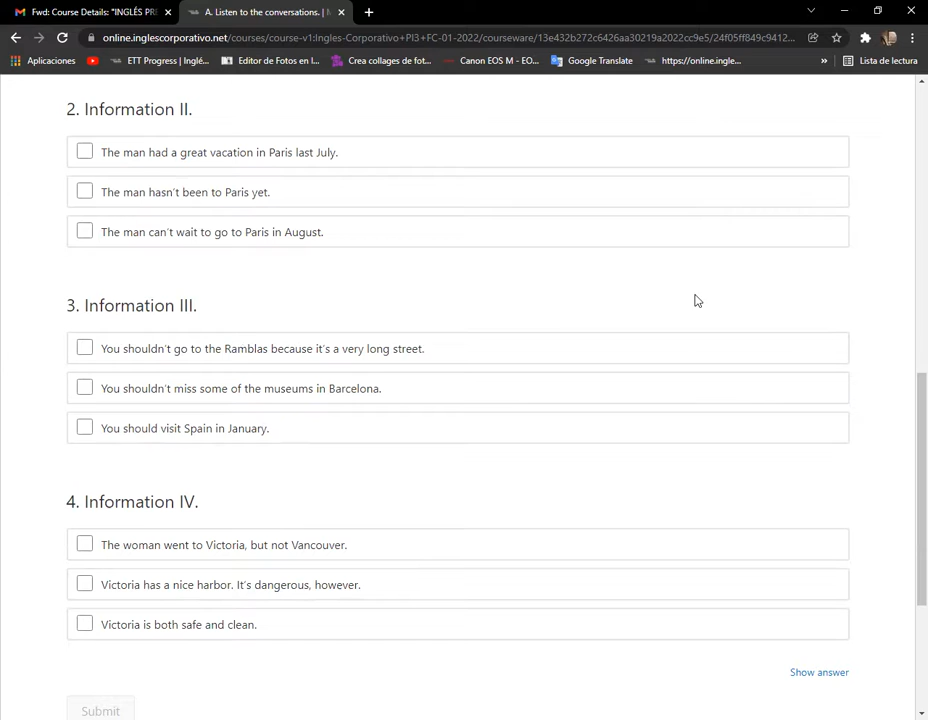 Fwd: Course Details: "INGLÉS PRE
A. Listen to the conversations. |
online.inglescorporativo.net/courses/course-v1:Ingles-Corporativo+PI3+FC-01-2022/courseware/13e432b272c6426aa30219a2022cc9e5/24f05ff849c9412...
Aplicaciones
ETT Progress | Inglé...
Editor de Fotos en l...
Crea collages de fot...
Canon EOS M - EO...
Google Translate
https://online.ingle...
»
Lista de lectura
2. Information II.
The man had a great vacation in Paris last July.
The man hasn't been to Paris yet.
The man can't wait to go to Paris in August.
3. Information III.
You shouldn't go to the Ramblas because it's a very long street.
You shouldn't miss some of the museums in Barcelona.
You should visit Spain in January.
4. Information IV.
The woman went to Victoria, but not Vancouver.
Victoria has a nice harbor. It's dangerous, however.
Victoria is both safe and clean.
Show answer
Submit